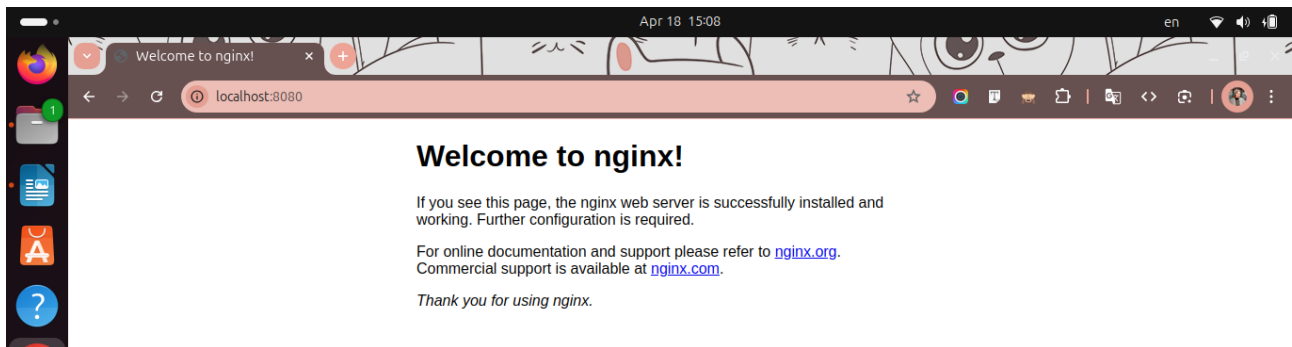 Apr 18 15:08
en
Welcome to nginx!
localhost:8080
1
Welcome to nginx!
If you see this page, the nginx web server is successfully installed and
working. Further configuration is required.
For online documentation and support please refer to nginx.org.
Commercial support is available at nginx.com.
Thank you for using nginx.